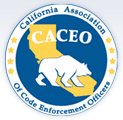 California Association
CACEO
Of Code Enforcement Officers